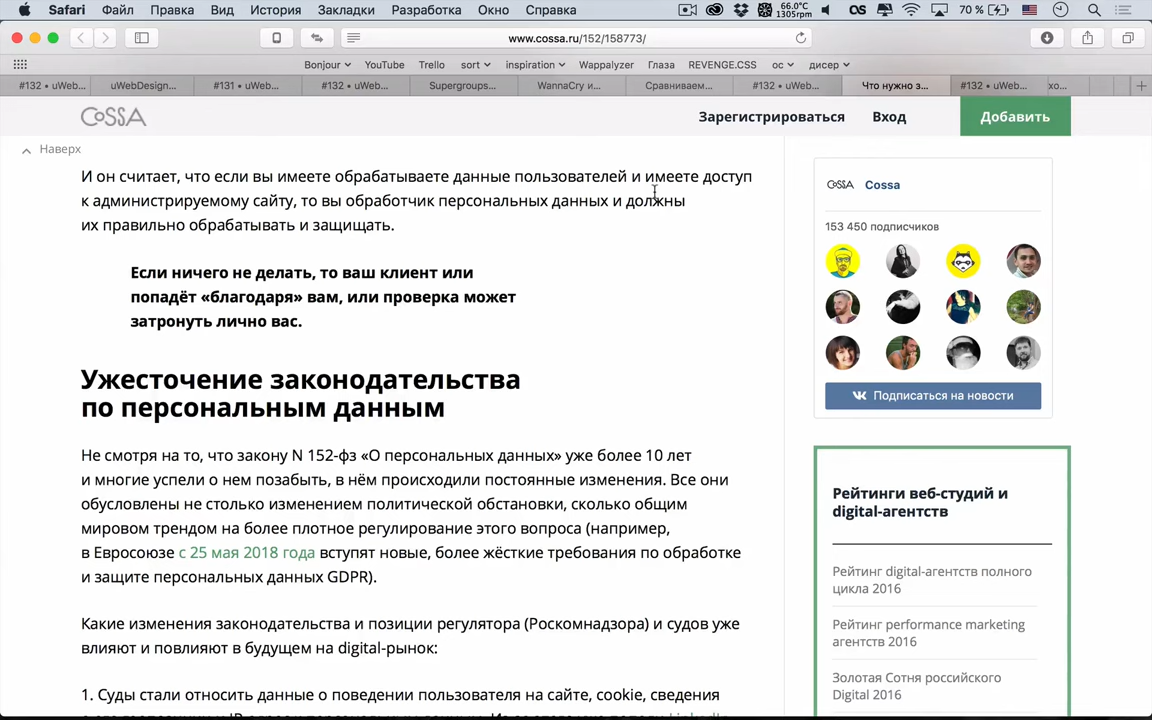 Safari Файл Правка Вид История Закладки Разработка Окно Справка 66.0°C 1305rpm 70 %
www.cossa.ru/152/158773/
Bonjour YouTube Trello sort inspiration Wappalyzer Глаза REVENGE.CSS ос дисер
#132 • uWeb... uWebDesign... #131 • uWeb... #132 • uWeb... Supergroups... WannaCry и... Сравниваем... #132 • uWeb... Что нужно з... #132 • uWeb... хо...
COSSA Зарегистрироваться Вход Добавить
Наверх
И он считает, что если вы имеете обрабатываете данные пользователей и имеете доступ
к администрируемому сайту, то вы обработчик персональных данных и должны
их правильно обрабатывать и защищать.
Если ничего не делать, то ваш клиент или
попадёт «благодаря» вам, или проверка может
затронуть лично вас.
Ужесточение законодательства
по персональным данным
Не смотря на то, что закону N 152-фз «О персональных данных» уже более 10 лет
и многие успели о нем позабыть, в нём происходили постоянные изменения. Все они
обусловлены не столько изменением политической обстановки, сколько общим
мировом трендом на более плотное регулирование этого вопроса (например,
в Евросоюзе с 25 мая 2018 года вступят новые, более жёсткие требования по обработке
и защите персональных данных GDPR).
Какие изменения законодательства и позиции регулятора (Роскомнадзора) и судов уже
влияют и повлияют в будущем на digital-рынок:
1. Суды стали относить данные о поведении пользователя на сайте, cookie, сведения
COSSA Cossa
153 450 подписчиков
Подписаться на новости
Рейтинги веб-студий и
digital-агентств
Рейтинг digital-агентств полного
цикла 2016
Рейтинг performance marketing
агентств 2016
Золотая Сотня российского
Digital 2016